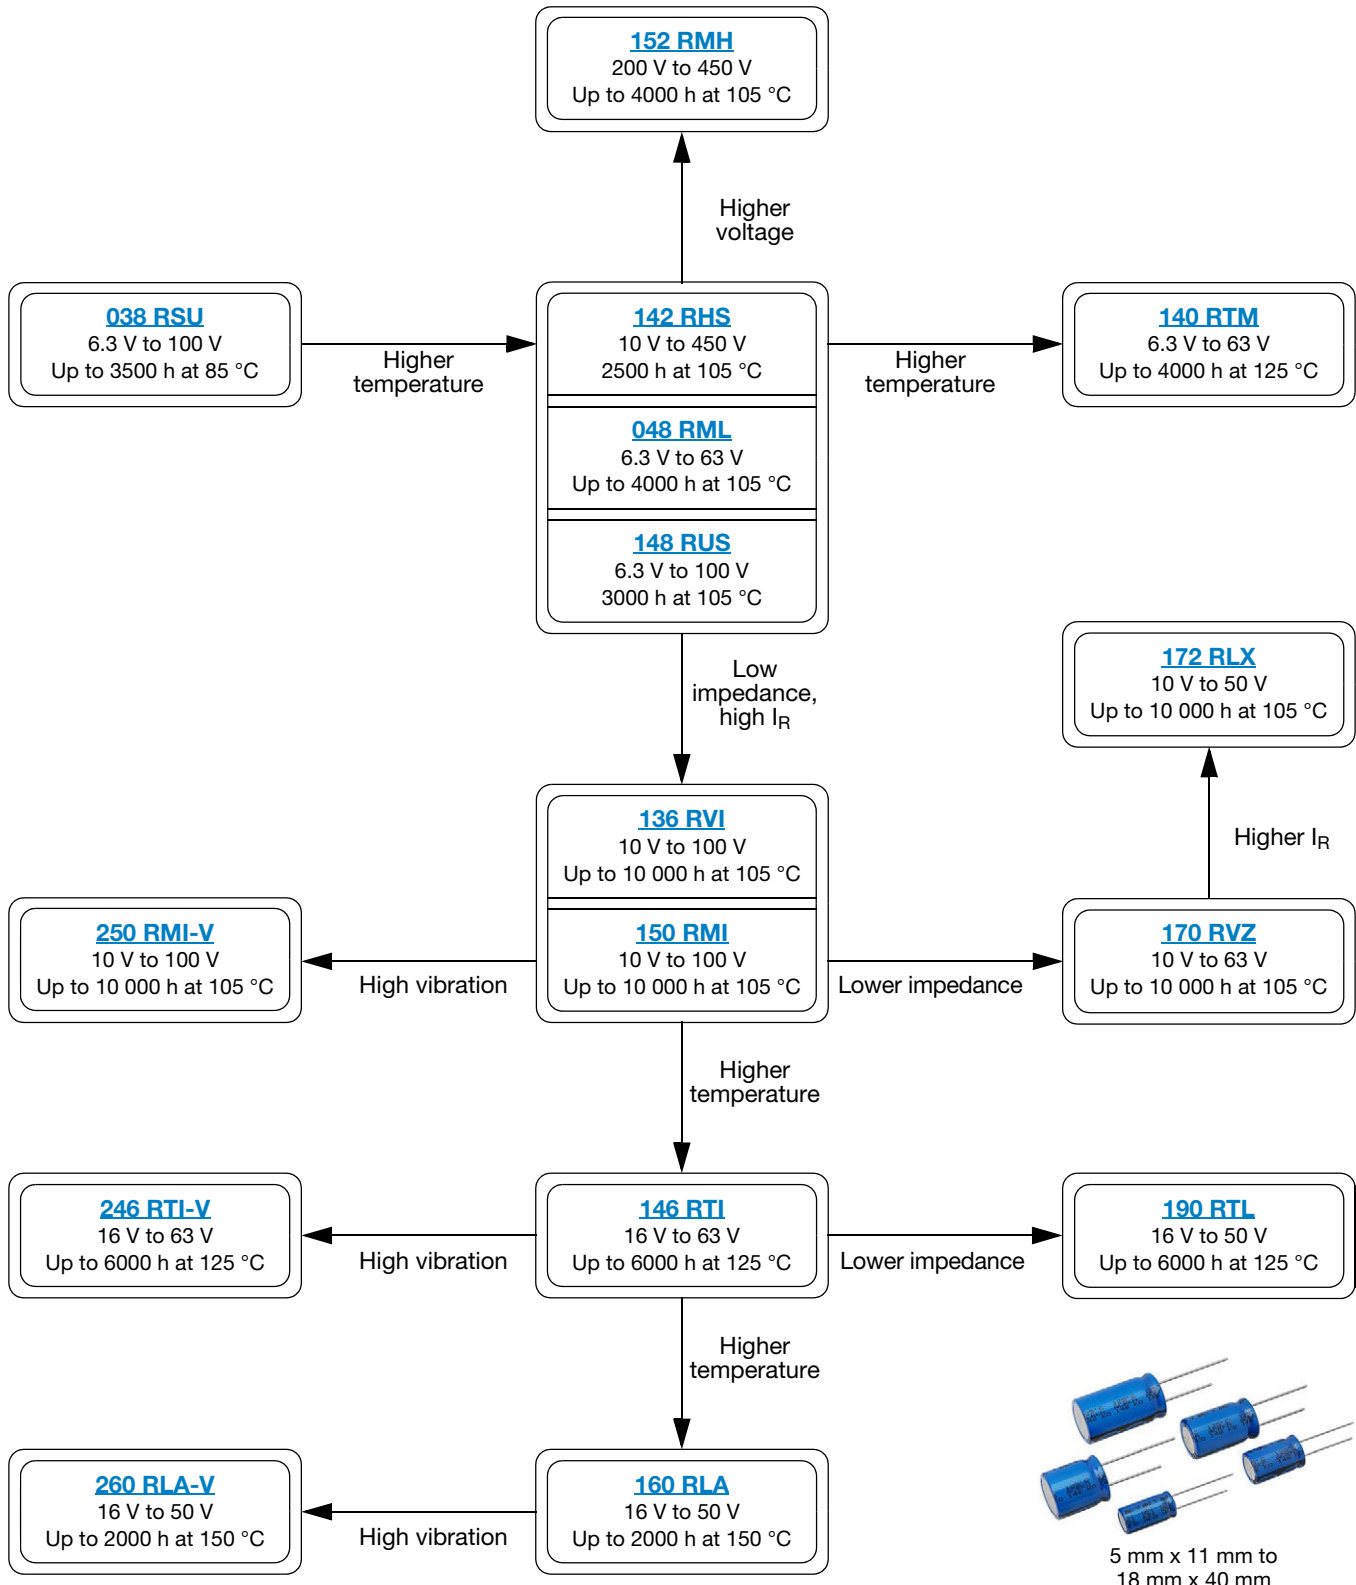 152 RMH
200 V to 450 V
Up to 4000 h at 105 °C
Higher
voltage
038 RSU
6.3 V to 100 V
Up to 3500 h at 85 °C
Higher
temperature
142 RHS
10 V to 450 V
2500 h at 105 °C
Higher
temperature
140 RTM
6.3 V to 63 V
Up to 4000 h at 125 °C
048 RML
6.3 V to 63 V
Up to 4000 h at 105 °C
148 RUS
6.3 V to 100 V
3000 h at 105 °C
Low
impedance,
high IR
172 RLX
10 V to 50 V
Up to 10 000 h at 105 °C
Higher IR
136 RVI
10 V to 100 V
Up to 10 000 h at 105 °C
250 RMI-V
10 V to 100 V
Up to 10 000 h at 105 °C
High vibration
150 RMI
10 V to 100 V
Up to 10 000 h at 105 °C
Lower impedance
170 RVZ
10 V to 63 V
Up to 10 000 h at 105 °C
Higher
temperature
246 RTI-V
16 V to 63 V
Up to 6000 h at 125 °C
High vibration
146 RTI
16 V to 63 V
Up to 6000 h at 125 °C
Lower impedance
190 RTL
16 V to 50 V
Up to 6000 h at 125 °C
Higher
temperature
260 RLA-V
16 V to 50 V
Up to 2000 h at 150 °C
High vibration
160 RLA
16 V to 50 V
Up to 2000 h at 150 °C
5 mm x 11 mm to
18 mm x 40 mm